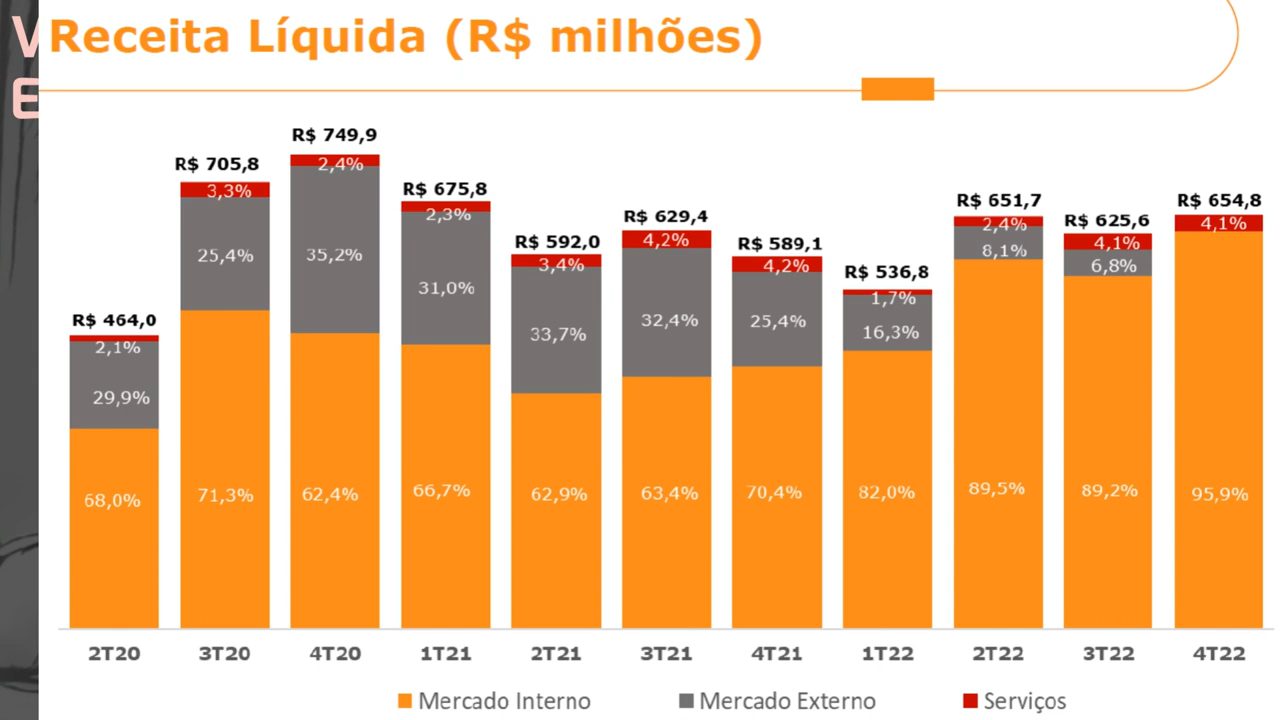 V
E
Receita Líquida (R$ milhões)
R$ 464,0
2,1%
29,9%
68,0%
R$ 705,8
3,3%
25,4%
71,3%
R$ 749,9
2,4%
35,2%
62,4%
R$ 675,8
2,3%
31,0%
66,7%
R$ 592,0
3,4%
33,7%
62,9%
R$ 629,4
4,2%
32,4%
63,4%
R$ 589,1
4,2%
25,4%
70,4%
R$ 536,8
1,7%
16,3%
82,0%
R$ 651,7
2,4%
8,1%
89,5%
R$ 625,6
4,1%
6,8%
89,2%
R$ 654,8
4,1%
95,9%
2T20 3T20 4T20 1T21 2T21 3T21 4T21 1T22 2T22 3T22 4T22
Mercado Interno Mercado Externo Serviços